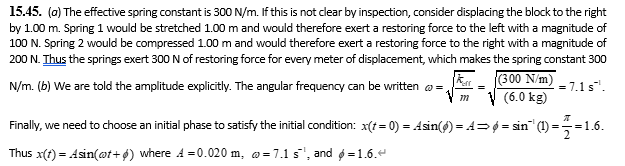 15.45. (a) The effective spring constant is 300 N/m. If this is not clear by inspection, consider displacing the block to the right
by 1.00 m. Spring 1 would be stretched 1.00 m and would therefore exert a restoring force to the left with a magnitude of
100 N. Spring 2 would be compressed 1.00 m and would therefore exert a restoring force to the right with a magnitude of
200 N. Thus the springs exert 300 N of restoring force for every meter of displacement, which makes the spring constant 300
N/m. (b) We are told the amplitude explicitly. The angular frequency can be written ω = √(k_eff/m) = √((300 N/m)/(6.0 kg)) = 7.1 s⁻¹.
Finally, we need to choose an initial phase to satisfy the initial condition: x(t = 0) = A sin(ϕ) = A ⇒ ϕ = sin⁻¹(1) = π/2 = 1.6.
Thus x(t) = A sin(ωt + ϕ) where A = 0.020 m, ω = 7.1 s⁻¹, and ϕ = 1.6.↵